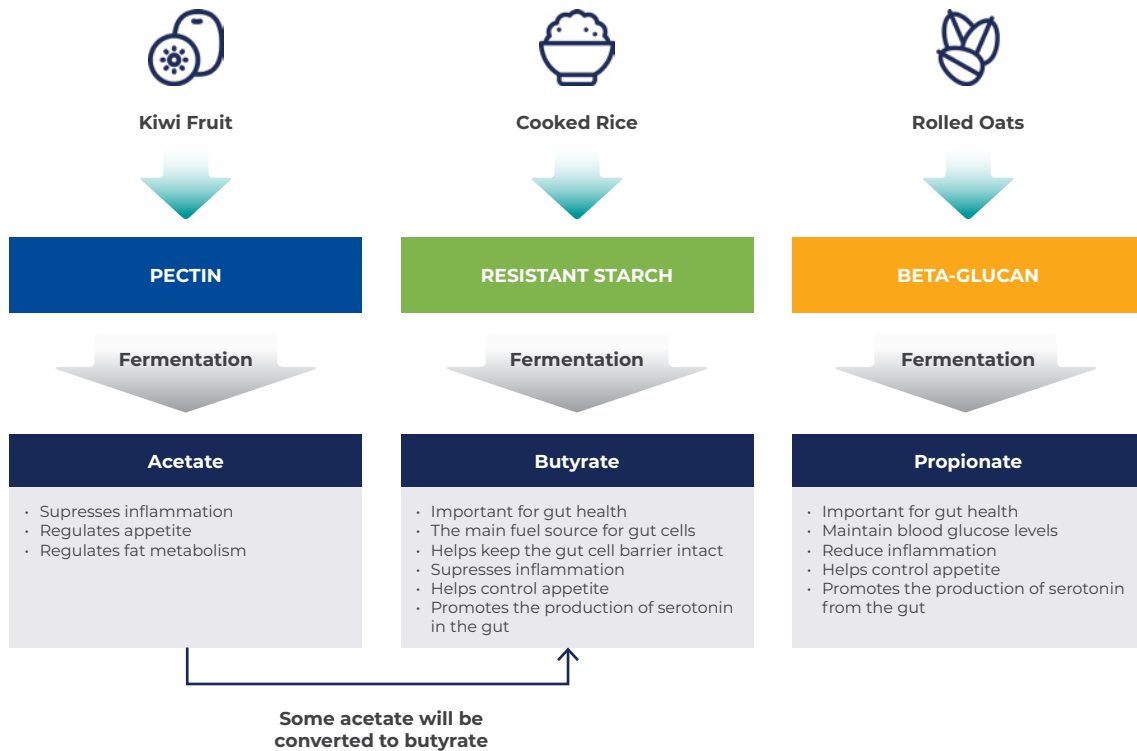 Kiwi Fruit
Cooked Rice
Rolled Oats
PECTIN
RESISTANT STARCH
BETA-GLUCAN
Fermentation
Fermentation
Fermentation
Acetate
Butyrate
Propionate
• Supresses inflammation
• Regulates appetite
• Regulates fat metabolism
• Important for gut health
• The main fuel source for gut cells
• Helps keep the gut cell barrier intact
• Supresses inflammation
• Helps control appetite
• Promotes the production of serotonin
in the gut
• Important for gut health
• Maintain blood glucose levels
• Reduce inflammation
• Helps control appetite
• Promotes the production of serotonin
from the gut
Some acetate will be
converted to butyrate